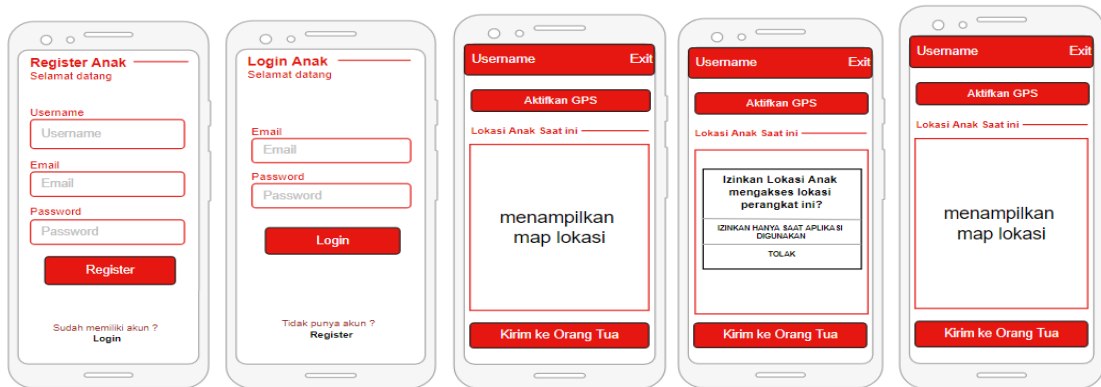 Register Anak
Selamat datang
Username
Username
Email
Email
Password
Password
Register
Sudah memiliki akun ?
Login
Login Anak
Selamat datang
Email
Email
Password
Password
Login
Tidak punya akun ?
Register
Username Exit
Aktifkan GPS
Lokasi Anak Saat ini
menampilkan
map lokasi
Kirim ke Orang Tua
Username Exit
Aktifkan GPS
Lokasi Anak Saat ini
Izinkan Lokasi Anak
mengakses lokasi
perangkat ini?
IZINKAN HANYA SAAT APLIKASI
DIGUNAKAN
TOLAK
Kirim ke Orang Tua
Username Exit
Aktifkan GPS
Lokasi Anak Saat ini
menampilkan
map lokasi
Kirim ke Orang Tua